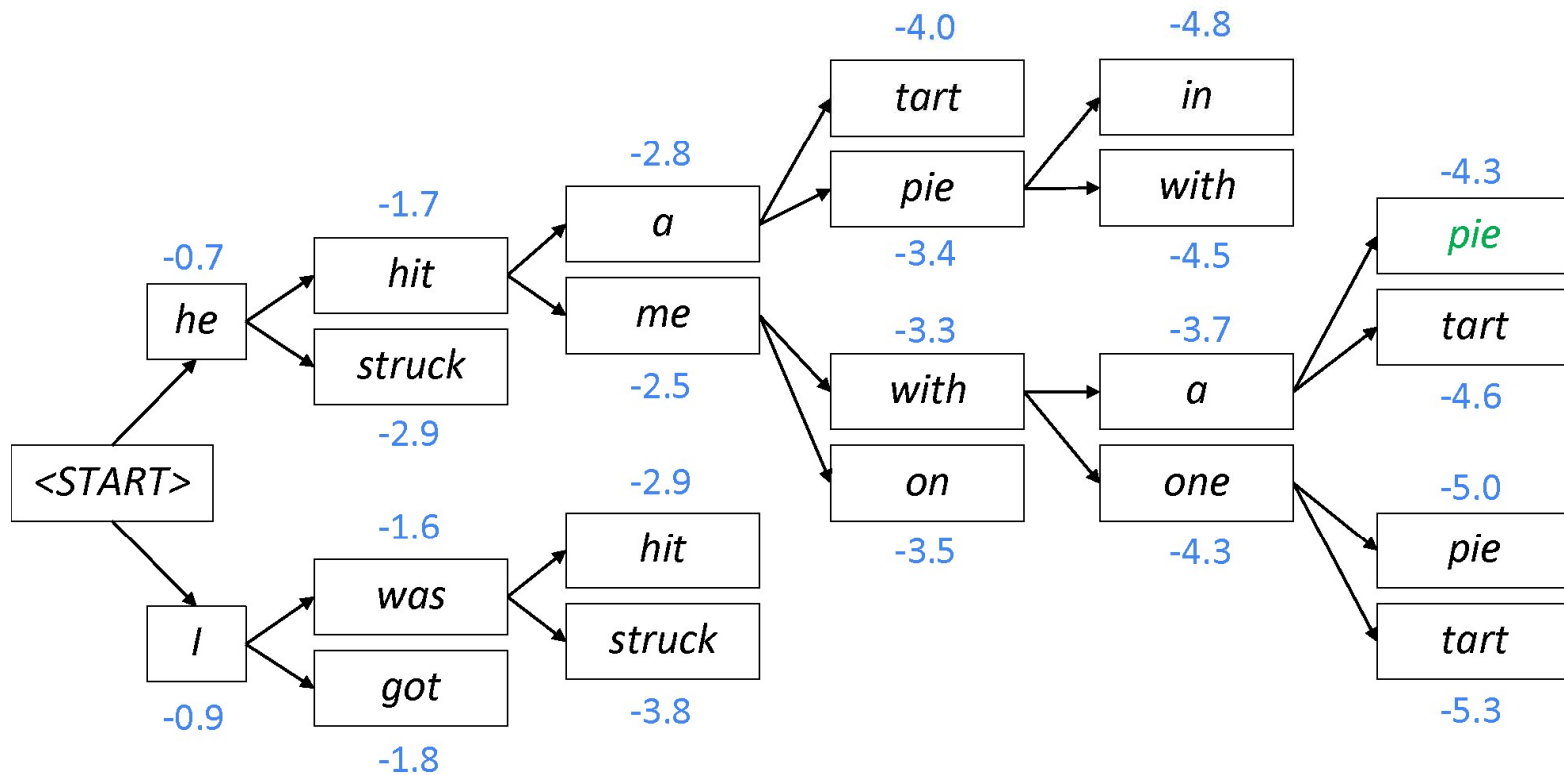 -4.0
-4.8
tart
in
-2.8
-4.3
pie
with
-1.7
a
pie
-0.7
hit
-3.4
-4.5
he
me
-3.3
-3.7
tart
struck
-2.5
with
a
-4.6
-2.9
<START>
on
one
-2.9
-5.0
-1.6
hit
-3.5
-4.3
pie
was
I
struck
tart
got
-0.9
-3.8
-5.3
-1.8